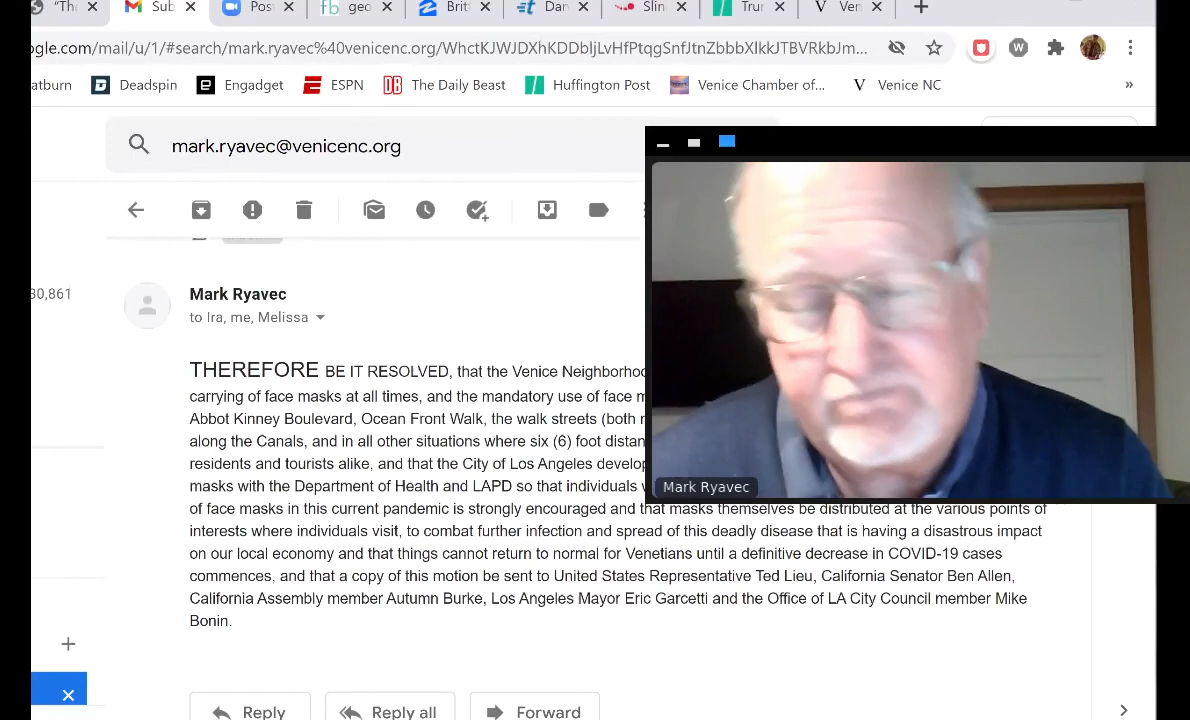 "The
Sub
Post
geo
Britt
Dan
Slin
Trur
V Ven
gle.com/mail/u/1/#search/mark.ryavec%40venicenc.org/WhctKJWJDXhKDDbljLvHfPtqgSnfJtnZbbbXlkkJTBVRkbJm...
W
atburn
Deadspin
Engadget
ESPN
The Daily Beast
Huffington Post
Venice Chamber of...
V Venice NC
»
mark.ryavec@venicenc.org
30,861
Mark Ryavec
to Ira, me, Melissa
THEREFORE BE IT RESOLVED, that the Venice Neighborhoo
carrying of face masks at all times, and the mandatory use of face m
Abbot Kinney Boulevard, Ocean Front Walk, the walk streets (both
along the Canals, and in all other situations where six (6) foot distan
residents and tourists alike, and that the City of Los Angeles develop
masks with the Department of Health and LAPD so that individuals
of face masks in this current pandemic is strongly encouraged and that masks themselves be distributed at the various points of
interests where individuals visit, to combat further infection and spread of this deadly disease that is having a disastrous impact
on our local economy and that things cannot return to normal for Venetians until a definitive decrease in COVID-19 cases
commences, and that a copy of this motion be sent to United States Representative Ted Lieu, California Senator Ben Allen,
California Assembly member Autumn Burke, Los Angeles Mayor Eric Garcetti and the Office of LA City Council member Mike
Bonin.
Mark Ryavec
Reply
Reply all
Forward